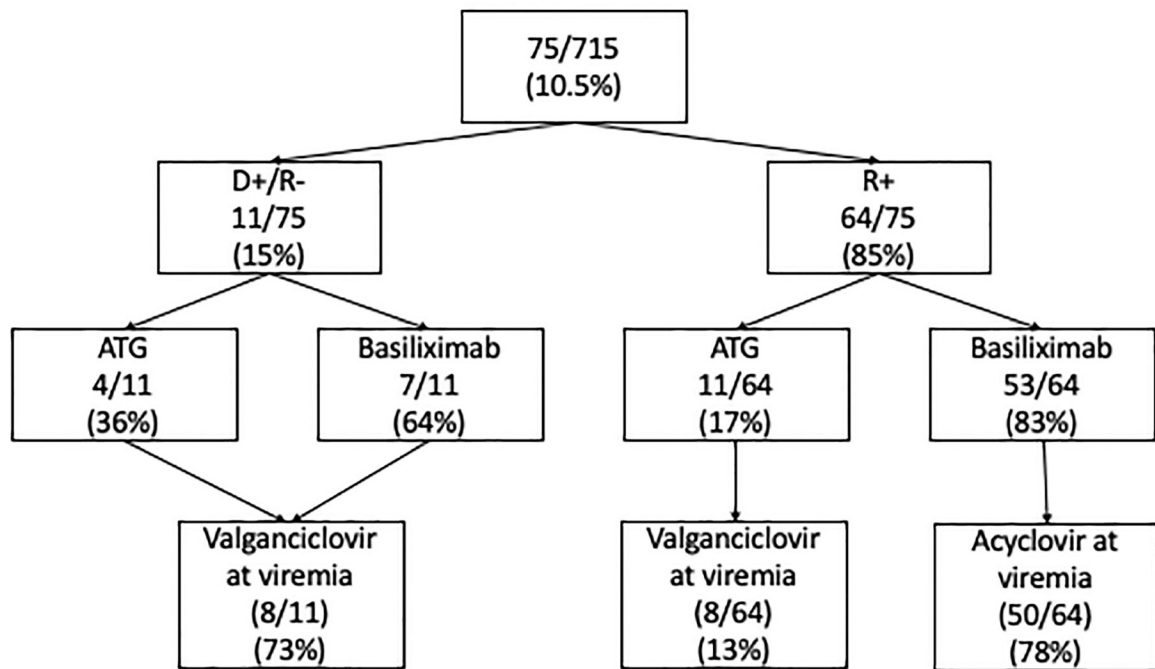 75/715
(10.5%)
D+/R-
11/75
(15%)
R+
64/75
(85%)
ATG
4/11
(36%)
Basiliximab
7/11
(64%)
ATG
11/64
(17%)
Basiliximab
53/64
(83%)
Valganciclovir
at viremia
(8/11)
(73%)
Valganciclovir
at viremia
(8/64)
(13%)
Acyclovir at
viremia
(50/64)
(78%)